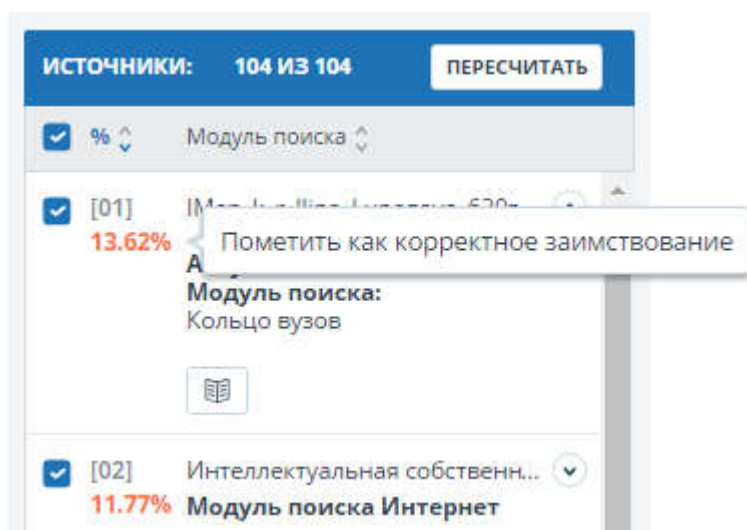 ИСТОЧНИКИ: 104 ИЗ 104 ПЕРЕСЧИТАТЬ
% Модуль поиска
[01]
13.62% Пометить как корректное заимствование
Модуль поиска:
Кольцо вузов
[02] Интеллектуальная собственн...
11.77% Модуль поиска Интернет